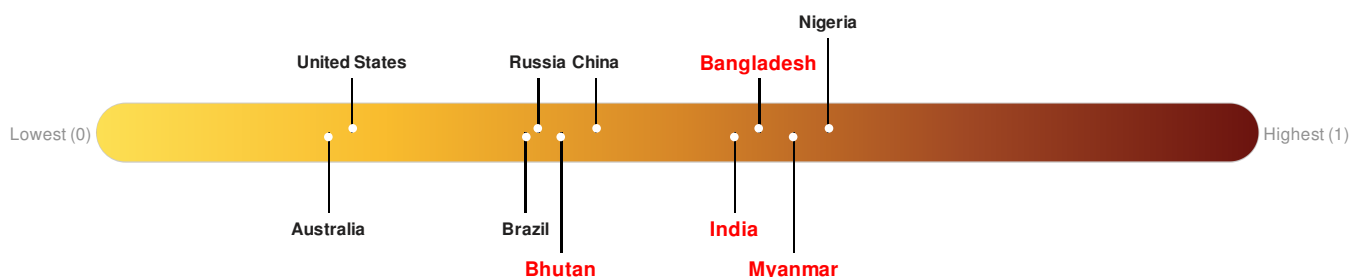 Nigeria
United States
Russia
China
Bangladesh
Lowest (0)
Highest (1)
Australia
Brazil
India
Bhutan
Myanmar